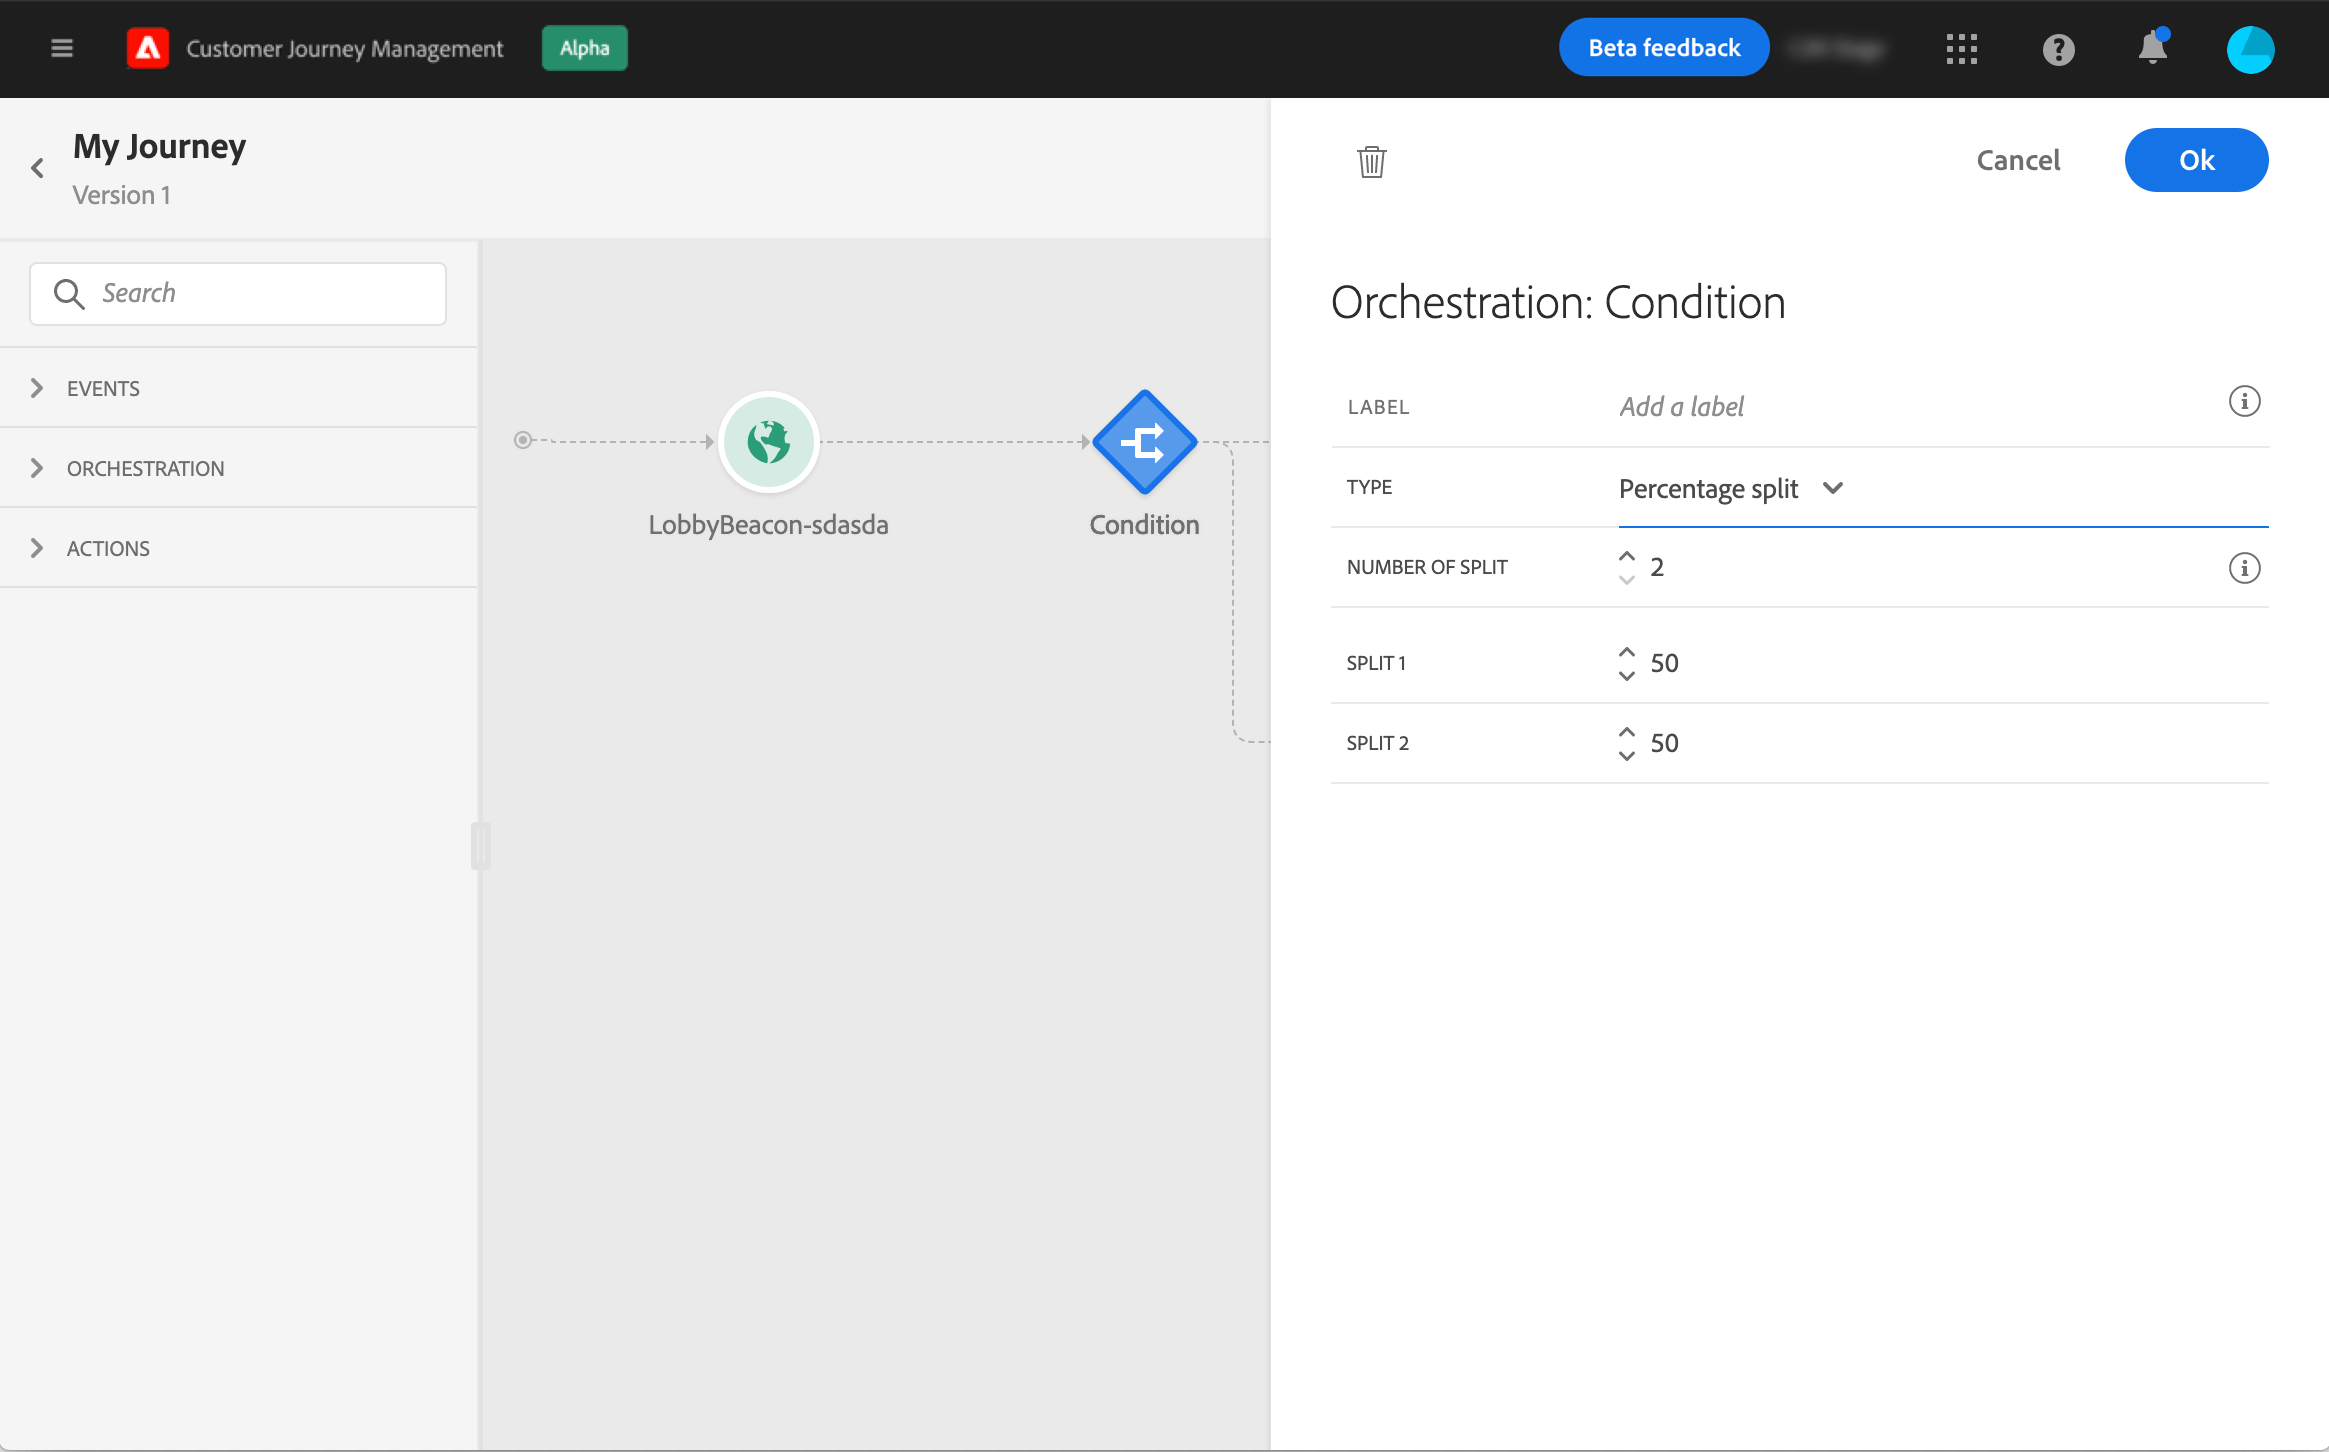 Customer Journey Management
Alpha
Beta feedback
My Journey
Version 1
Cancel
Ok
Search
EVENTS
ORCHESTRATION
ACTIONS
LobbyBeacon-sdasda
Condition
Orchestration: Condition
LABEL
Add a label
TYPE
Percentage split
NUMBER OF SPLIT
2
SPLIT 1
50
SPLIT 2
50